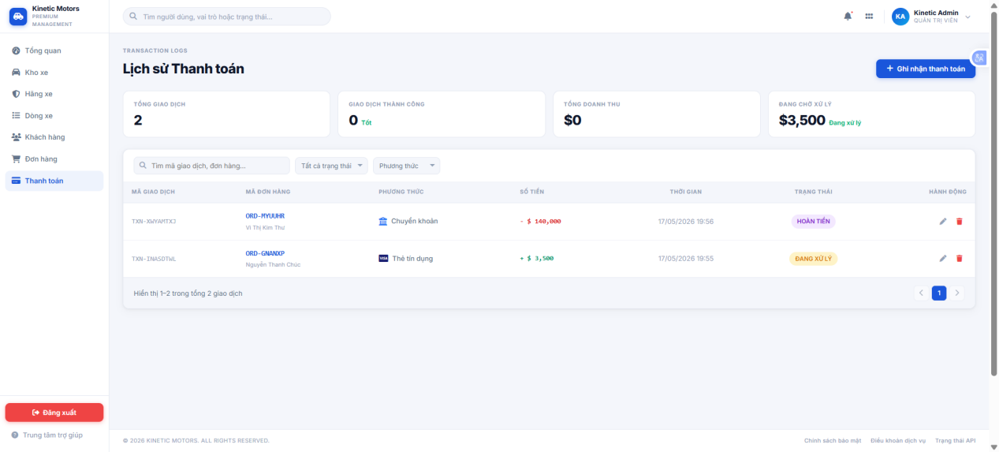 Kinetic Motors
PREMIUM
MANAGEMENT
Tìm người dùng, vai trò hoặc trạng thái...
KA
Kinetic Admin
QUẢN TRỊ VIÊN
Tổng quan
Kho xe
Hãng xe
Dòng xe
Khách hàng
Đơn hàng
Thanh toán
Đăng xuất
Trung tâm trợ giúp
TRANSACTION LOGS
Lịch sử Thanh toán
+ Ghi nhận thanh toán
TỔNG GIAO DỊCH
2
GIAO DỊCH THÀNH CÔNG
0 Tốt
TỔNG DOANH THU
$0
ĐANG CHỜ XỬ LÝ
$3,500 Đang xử lý
Tìm mã giao dịch, đơn hàng...
Tất cả trạng thái
Phương thức
MÃ GIAO DỊCH MÃ ĐƠN HÀNG PHƯƠNG THỨC SỐ TIỀN THỜI GIAN TRẠNG THÁI HÀNH ĐỘNG
TXN-XWYAMTXJ ORD-MYUUHR Chuyển khoản - $ 140,000 17/05/2026 19:56 HOÀN TIỀN
Vi Thị Kim Thư
TXN-INASDTWL ORD-GNANXP VISA Thẻ tín dụng + $ 3,500 17/05/2026 19:55 ĐANG XỬ LÝ
Nguyễn Thanh Chúc
Hiển thị 1–2 trong tổng 2 giao dịch
1
© 2026 KINETIC MOTORS. ALL RIGHTS RESERVED.
Chính sách bảo mật Điều khoản dịch vụ Trạng thái API